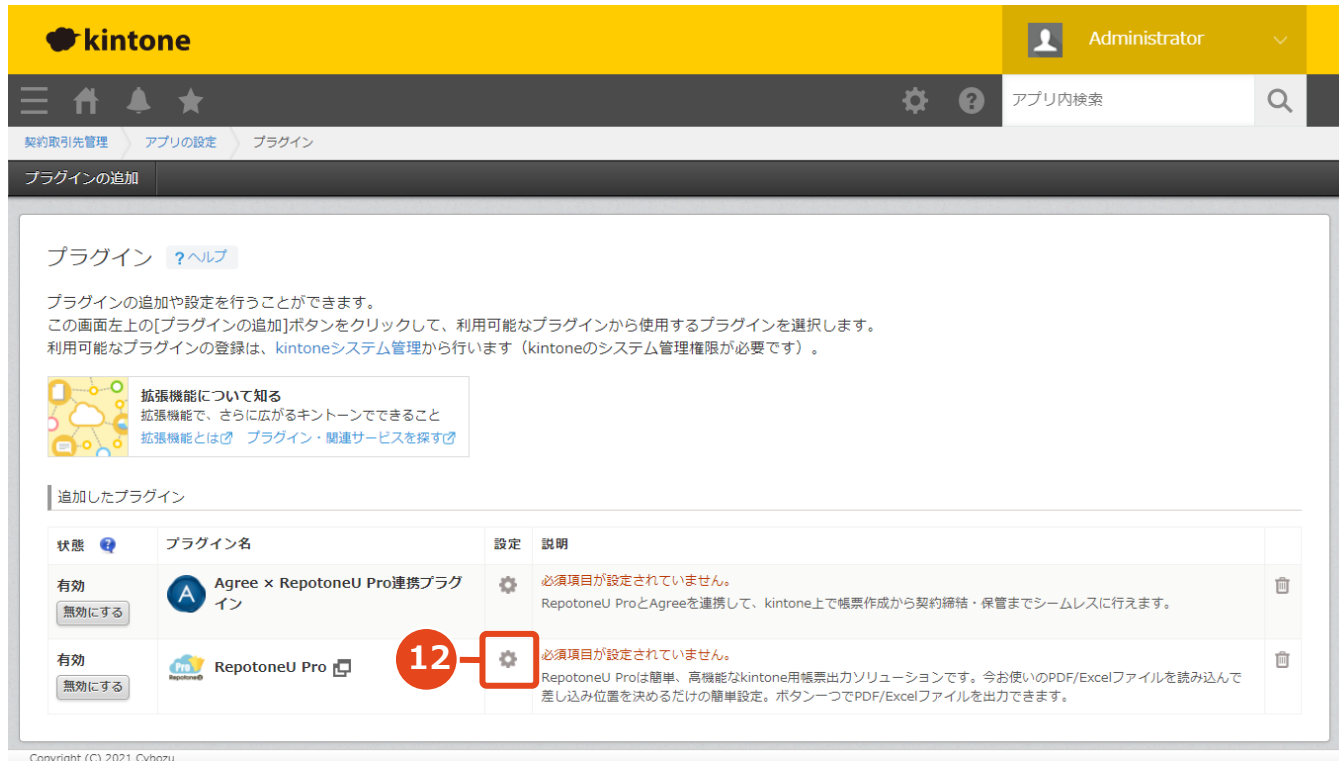 kintone
Administrator
アプリ内検索
契約取引先管理 アプリの設定 プラグイン
プラグインの追加
プラグイン ?ヘルプ
プラグインの追加や設定を行うことができます。
この画面左上の[プラグインの追加]ボタンをクリックして、利用可能なプラグインから使用するプラグインを選択します。
利用可能なプラグインの登録は、kintoneシステム管理から行います（kintoneのシステム管理権限が必要です）。
拡張機能について知る
拡張機能で、さらに広がるキントーンでできること
拡張機能とは プラグイン・関連サービスを探す
追加したプラグイン
状態 プラグイン名 設定 説明
有効
無効にする
Agree × RepotoneU Pro連携プラグ
イン
必須項目が設定されていません。
RepotoneU ProとAgreeを連携して、kintone上で帳票作成から契約締結・保管までシームレスに行えます。
有効
無効にする
Pro
RepotoneU
RepotoneU Pro
12
必須項目が設定されていません。
RepotoneU Proは簡単、高機能なkintone用帳票出力ソリューションです。今お使いのPDF/Excelファイルを読み込んで
差し込み位置を決めるだけの簡単設定。ボタン一つでPDF/Excelファイルを出力できます。
Copyright (C) 2021 Cybozu